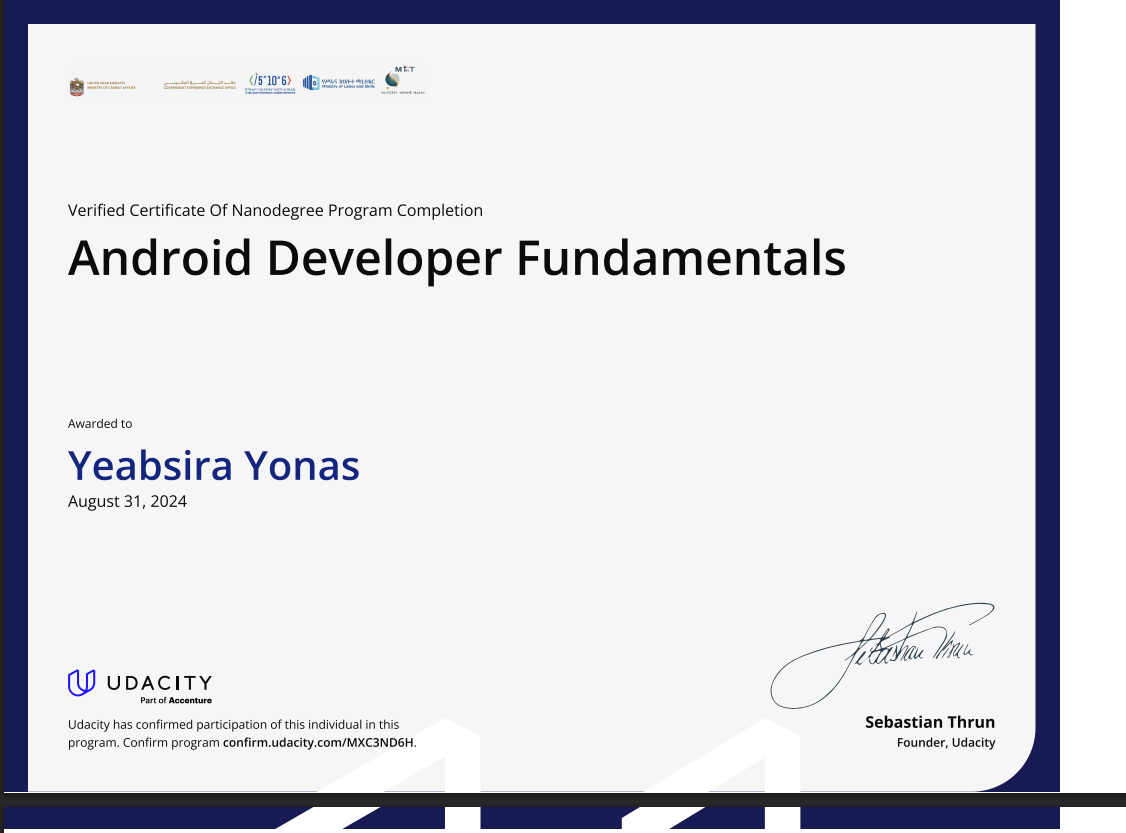 UNITED ARAB EMIRATES
MINISTRY OF CABINET AFFAIRS
GOVERNMENT EXPERIENCE EXCHANGE OFFICE
</5*10^6>
Ministry of Labor and Skills
Verified Certificate Of Nanodegree Program Completion
Android Developer Fundamentals
Awarded to
Yeabsira Yonas
August 31, 2024
UDACITY
Part of Accenture
Udacity has confirmed participation of this individual in this
program. Confirm program confirm.udacity.com/MXC3ND6H.
Sebastian Thrun
Sebastian Thrun
Founder, Udacity